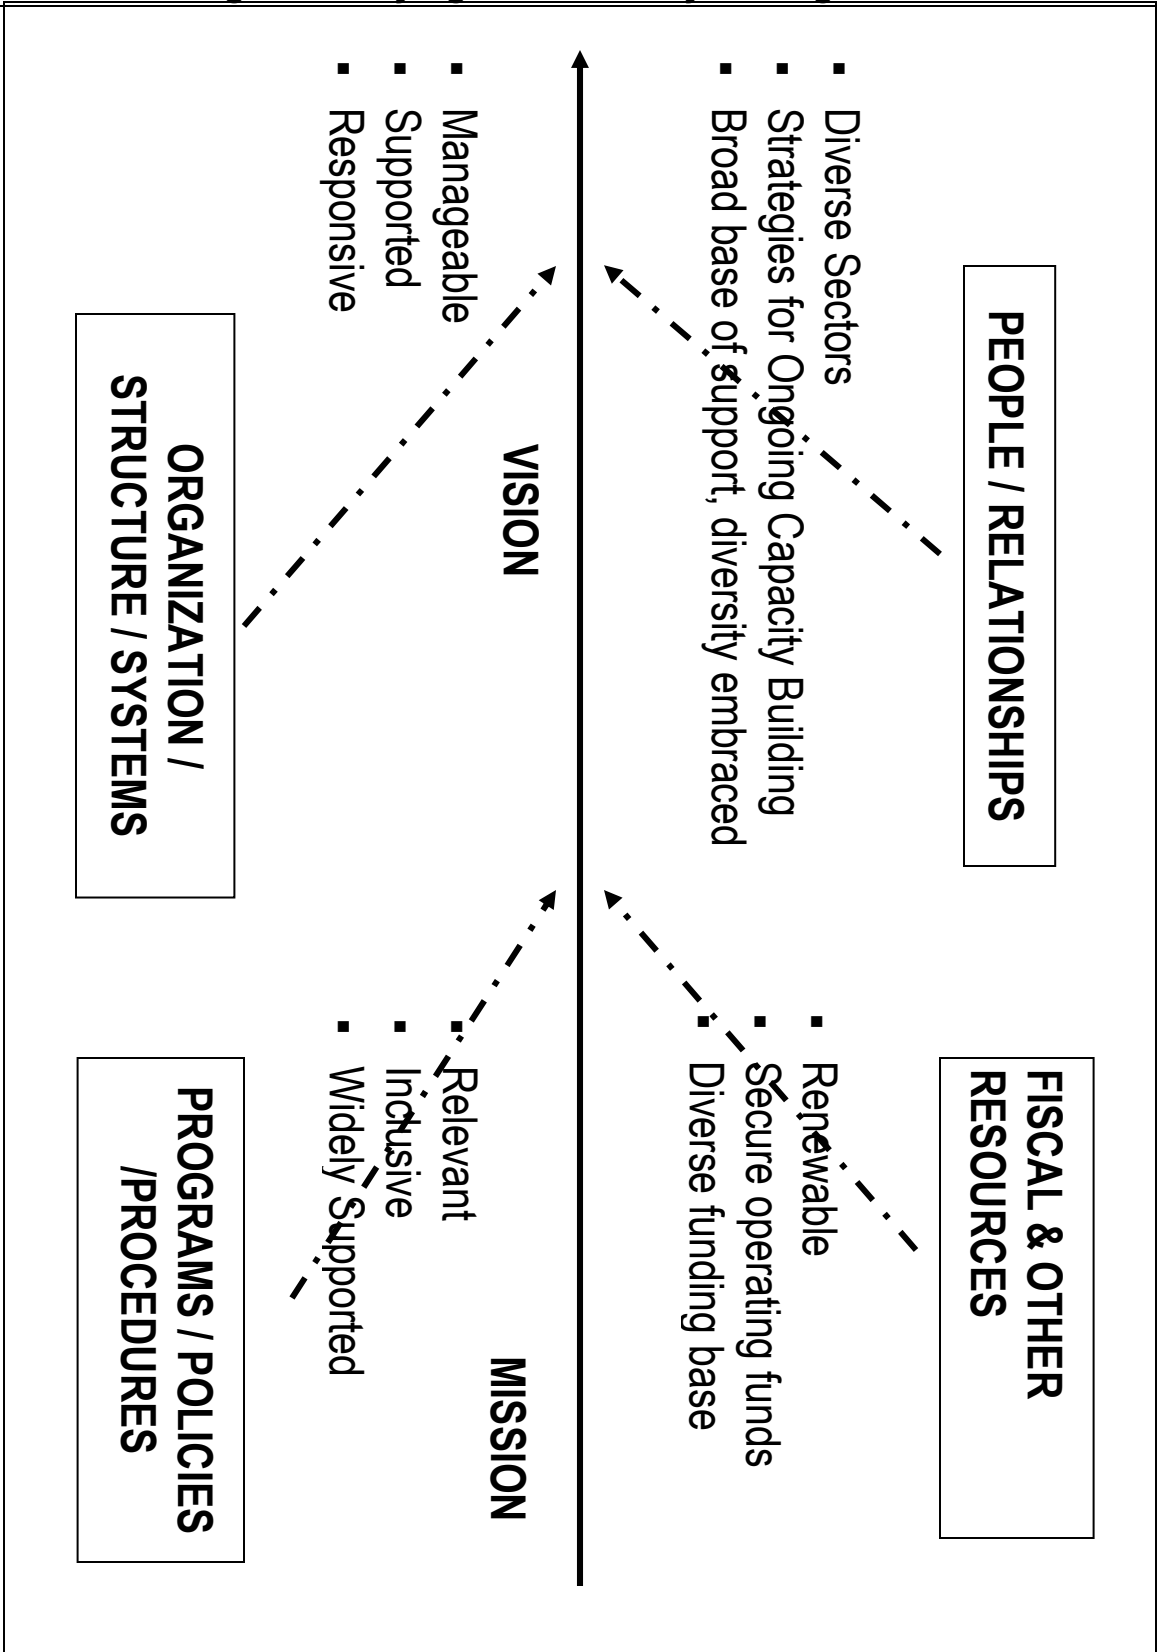 PEOPLE / RELATIONSHIPS
▪ Diverse Sectors
▪ Strategies for Ongoing Capacity Building
▪ Broad base of support, diversity embraced
FISCAL & OTHER
RESOURCES
▪ Renewable
▪ Secure operating funds
▪ Diverse funding base
VISION
MISSION
▪ Manageable
▪ Supported
▪ Responsive
ORGANIZATION /
STRUCTURE / SYSTEMS
▪ Relevant
▪ Inclusive
▪ Widely Supported
PROGRAMS / POLICIES
/PROCEDURES